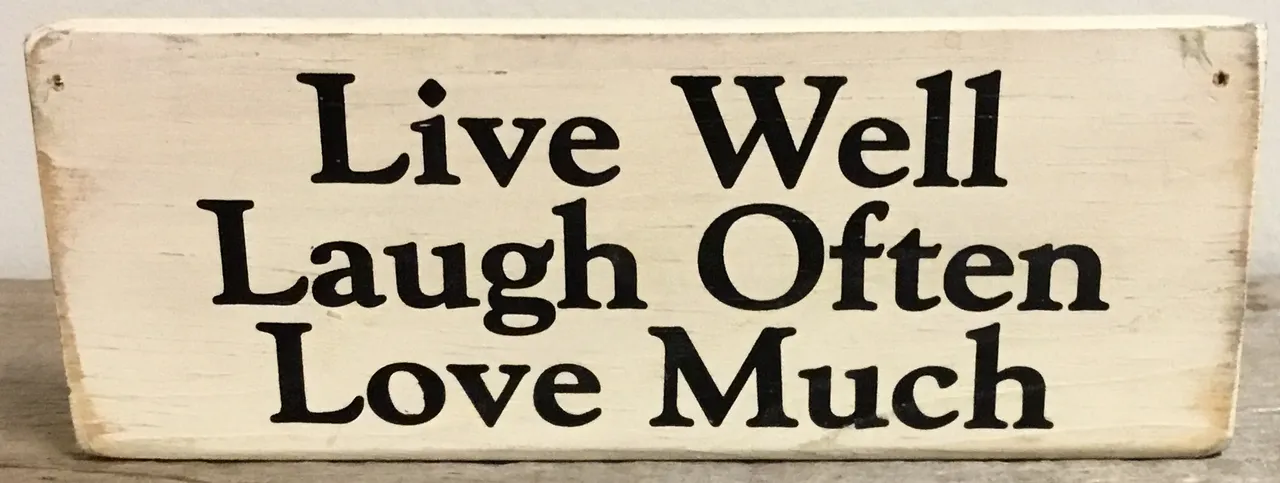 Live Well
Laugh Often
Love Much